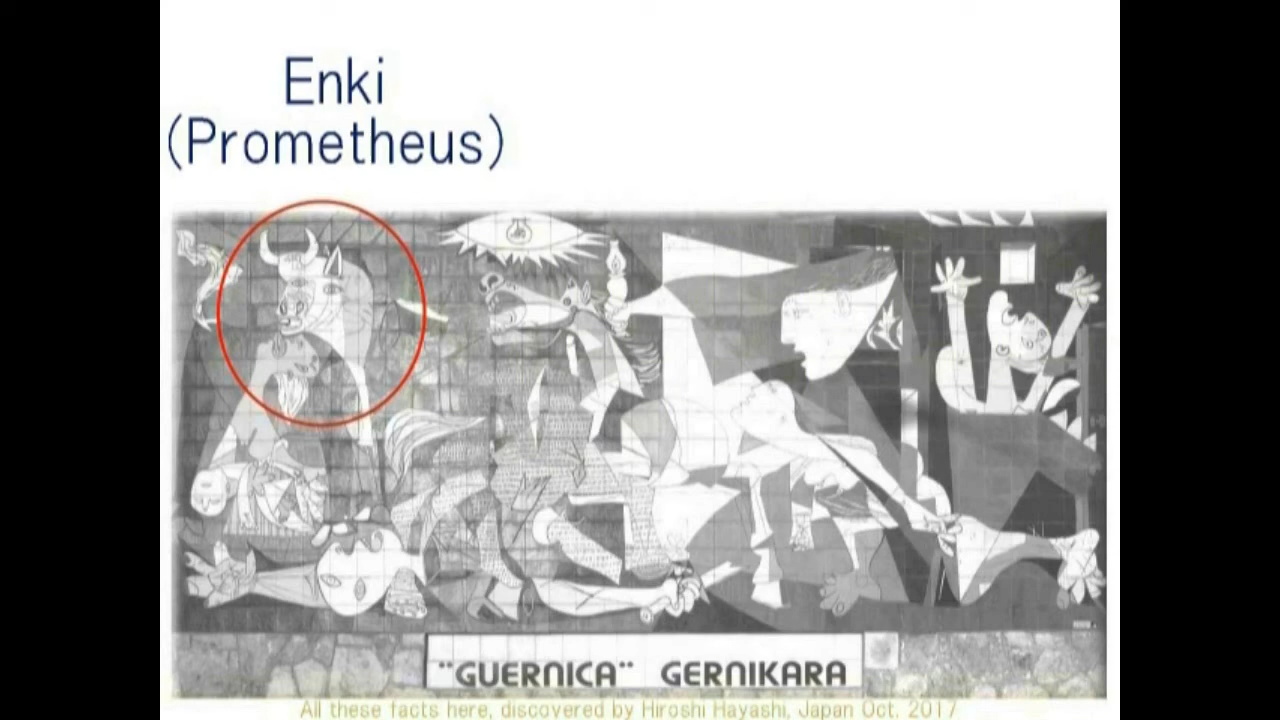 Enki
(Prometheus)
"GUERNICA" GERNIKARA
All these facts here, discovered by Hiroshi Hayashi, Japan Oct. 2017